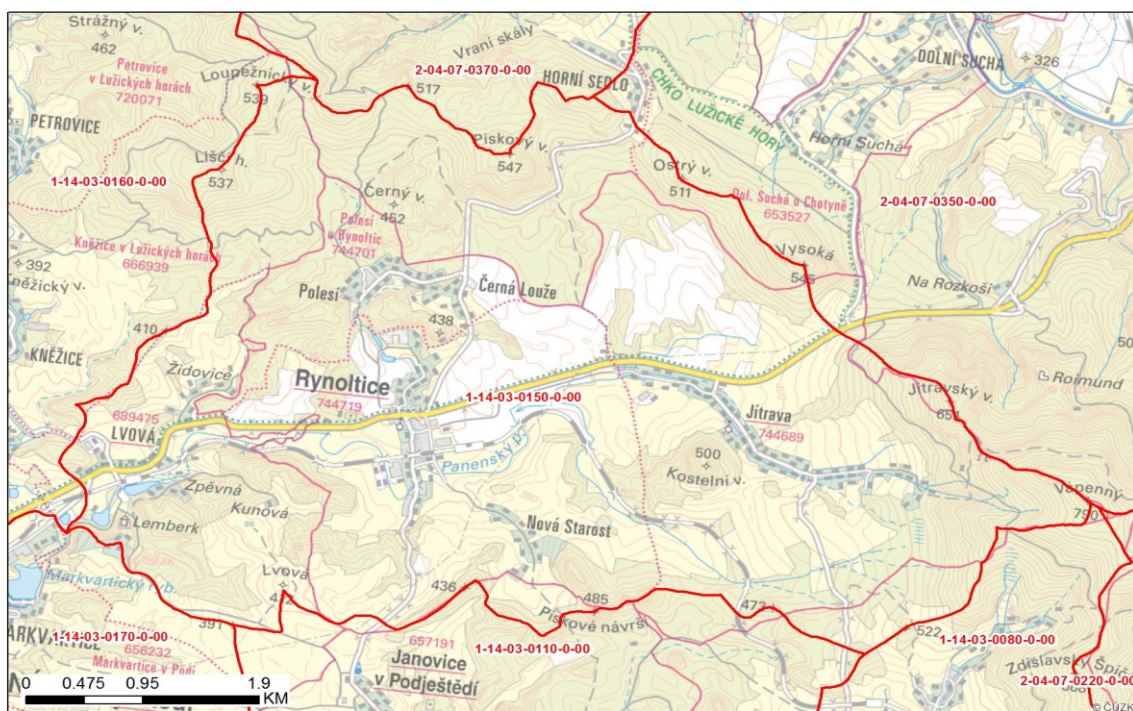 Strážný v.
462
Vraní skály
2-04-07-0370-0-00
HORNÍ SEDLO
DOLNÍ SUCHÁ
326
Petrovice
v Lužických horách
720071
Loupežnický v.
539
517
CHKO LUŽICKÉ HORY
PETROVICE
Pískový v.
547
Horní Suchá
Liščí h.
537
1-14-03-0160-0-00
Ostrý v.
511
Dol. Suchá u Chotyně
653527
2-04-07-0350-0-00
Černý v.
462
Polesí
u Rynoltic
744701
Kněžice v Lužických horách
666939
392
Vysoká
545
Na Rozkoši
Polesí
Černá Louže
438
410
KNĚŽICE
Židovice
Rynoltice
744719
1-14-03-0150-0-00
Roimund
Jítravský v.
651
689475
LVOVÁ
Jítrava
744689
Panenský p.
500
Kostelní v.
Zpěvná
Kunová
Lemberk
Nová Starost
Vápenný
790
Markvartický ryb.
Lvová
436
485
473
391
Pískové návrší
522
1-14-03-0170-0-00
656232
Markvartice v Podj.
657191
1-14-03-0110-0-00
1-14-03-0080-0-00
Janovice
v Podještědí
Zdislavský Špič
2-04-07-0220-0-00
0 0.475 0.95 1.9
KM
© ČÚZK